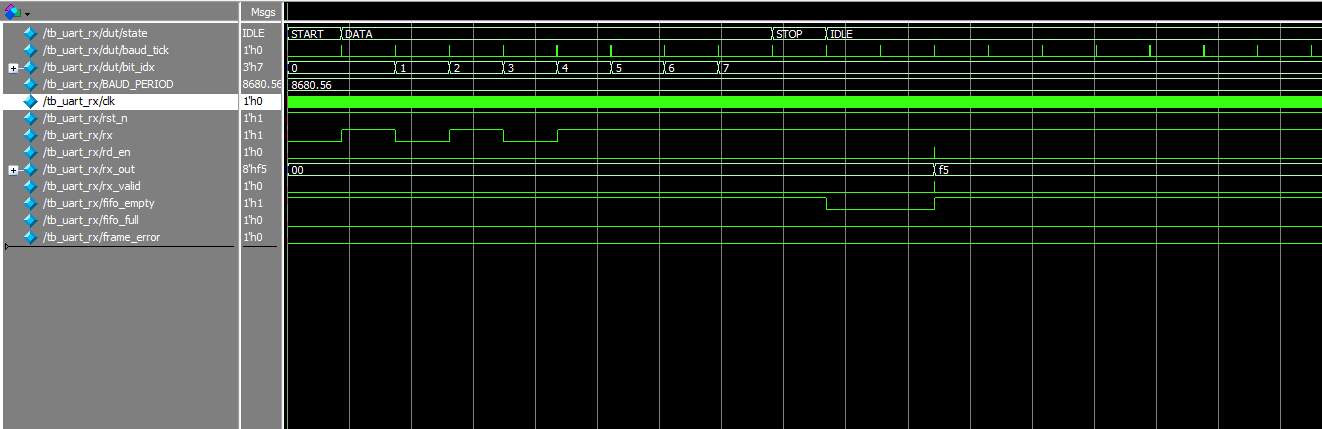 Msgs
/tb_uart_rx/dut/state IDLE START DATA STOP IDLE
/tb_uart_rx/dut/baud_tick 1'h0
/tb_uart_rx/dut/bit_idx 3'h7 0 1 2 3 4 5 6 7
/tb_uart_rx/BAUD_PERIOD 8680.56 8680.56
/tb_uart_rx/clk 1'h0
/tb_uart_rx/rst_n 1'h1
/tb_uart_rx/rx 1'h1
/tb_uart_rx/rd_en 1'h0
/tb_uart_rx/rx_out 8'hf5 00 f5
/tb_uart_rx/rx_valid 1'h0
/tb_uart_rx/fifo_empty 1'h1
/tb_uart_rx/fifo_full 1'h0
/tb_uart_rx/frame_error 1'h0